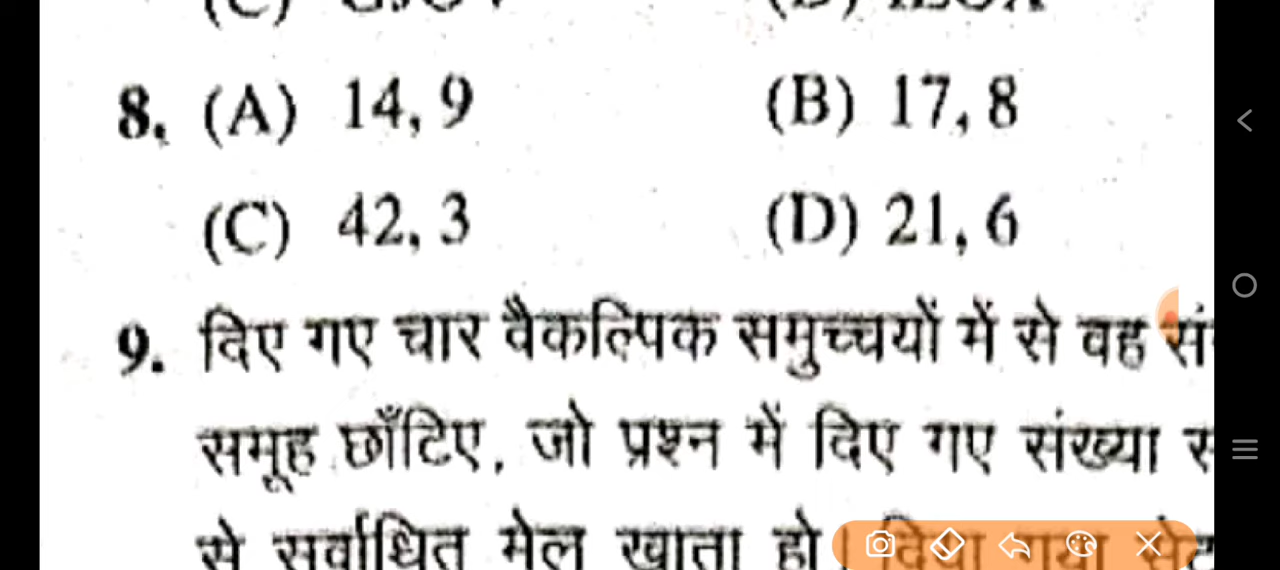 8. (A) 14, 9 (B) 17, 8
(C) 42, 3 (D) 21, 6
9. दिए गए चार वैकल्पिक समुच्चयों में से वह
समूह छाँटिए, जो प्रश्न में दिए गए संख्या
से सर्वाधित मेल खाता हो। दिया गया